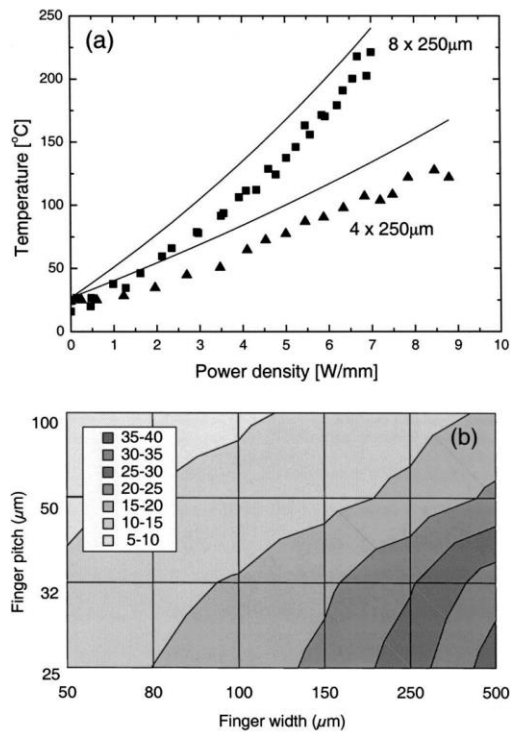 (a)
250
200
150
100
50
0
Temperature [°C]
8 x 250μm
4 x 250μm
0 1 2 3 4 5 6 7 8 9 10
Power density [W/mm]
(b)
100
50
32
25
Finger pitch (μm)
35-40
30-35
25-30
20-25
15-20
10-15
5-10
50 80 100 150 250 500
Finger width (μm)